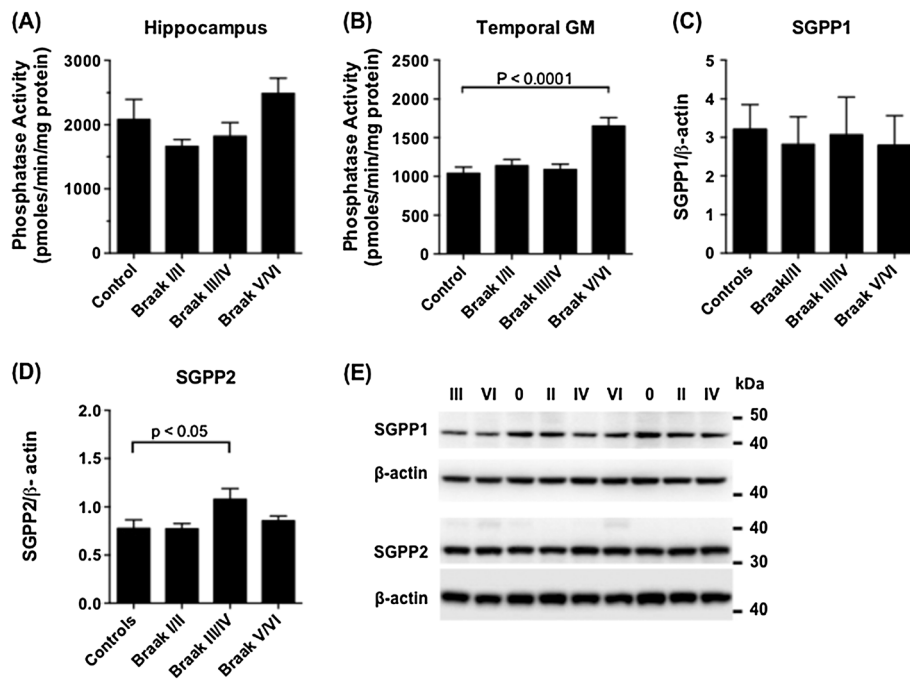 (A)
Hippocampus
Phosphatase Activity
(pmoles/min/mg protein)
3000
2000
1000
0
Control
Braak I/II
Braak III/IV
Braak V/VI
(B)
Temporal GM
P < 0.0001
Phosphatase Activity
(pmoles/min/mg protein)
2500
2000
1500
1000
500
0
Control
Braak I/II
Braak III/IV
Braak V/VI
(C)
SGPP1
SGPP1/β-actin
5
4
3
2
1
0
Controls
BraakI/II
Braak III/IV
Braak V/VI
(D)
SGPP2
p < 0.05
SGPP2/β- actin
2.0
1.5
1.0
0.5
0.0
Controls
Braak I/II
Braak III/IV
Braak V/VI
(E)
III VI 0 II IV VI 0 II IV kDa
50
SGPP1
40
β-actin
40
40
SGPP2
30
β-actin
40